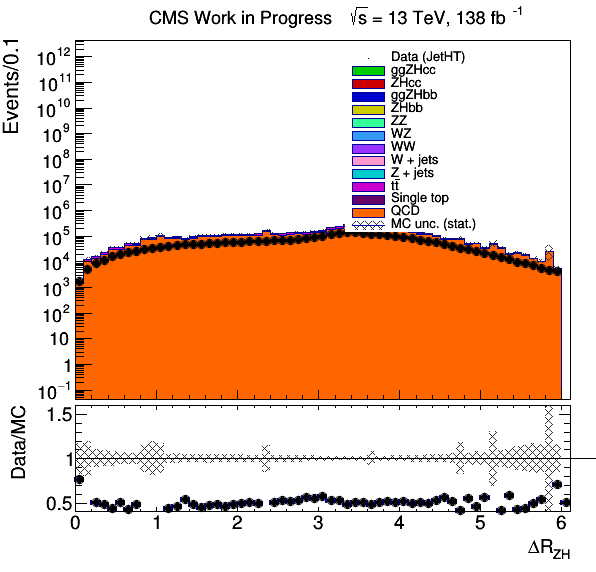 CMS Work in Progress √s = 13 TeV, 138 fb⁻¹
Events/0.1
10¹²
10¹¹
10¹⁰
10⁹
10⁸
10⁷
10⁶
10⁵
10⁴
10³
10²
10
1
10⁻¹
Data (JetHT)
ggZHcc
ZHcc
ggZHbb
ZHbb
ZZ
WZ
WW
W + jets
Z + jets
tt̄
Single top
QCD
MC unc. (stat.)
Data/MC
1.5
1
0.5
0 1 2 3 4 5 6
ΔR_ZH